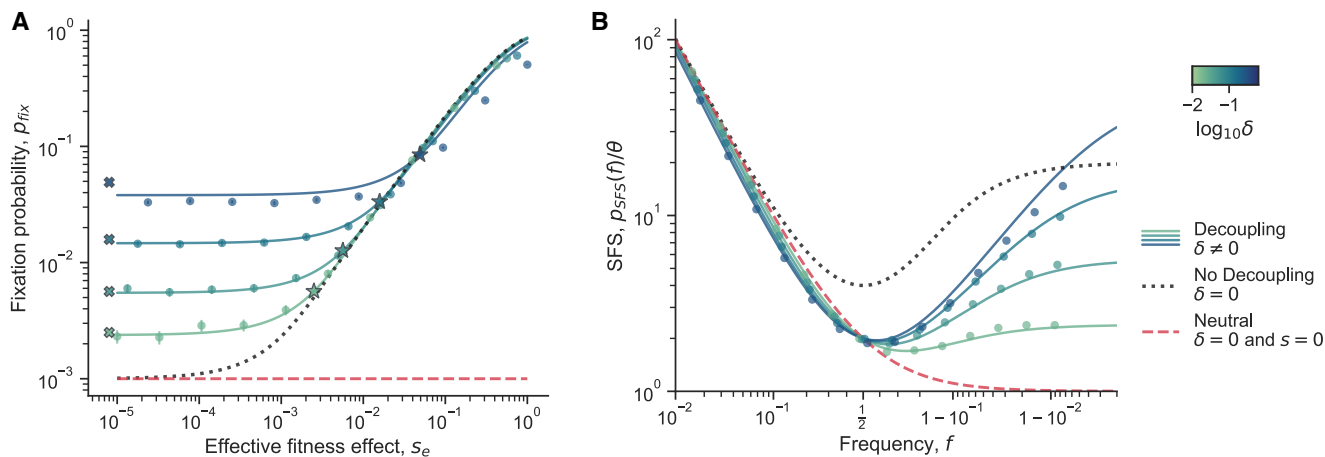 A
Fixation probability, p_fix
10^0
10^-1
10^-2
10^-3
10^-5 10^-4 10^-3 10^-2 10^-1 10^0
Effective fitness effect, s_e
B
SFS, p_SFS(f)/θ
10^2
10^1
10^0
10^-2 10^-1 1/2 1 − 10^-1 1 − 10^-2
Frequency, f
−2 −1
log_10 δ
Decoupling
δ ≠ 0
No Decoupling
δ = 0
Neutral
δ = 0 and s = 0